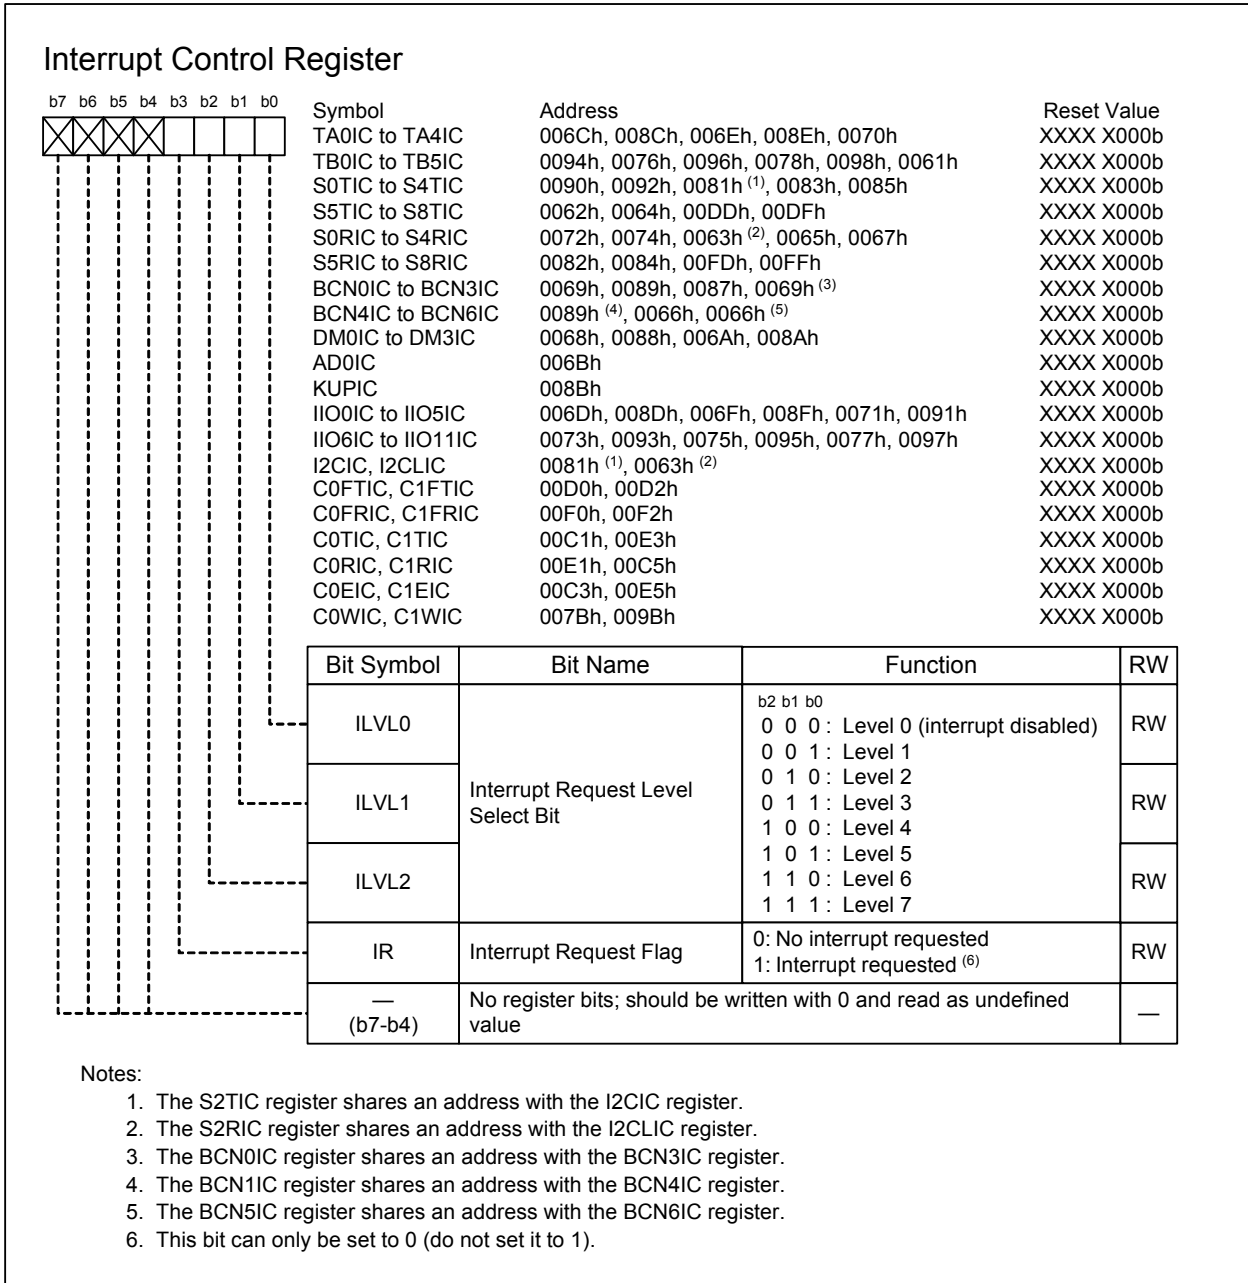 Interrupt Control Register
b7 b6 b5 b4 b3 b2 b1 b0
Symbol Address Reset Value
TA0IC to TA4IC 006Ch, 008Ch, 006Eh, 008Eh, 0070h XXXX X000b
TB0IC to TB5IC 0094h, 0076h, 0096h, 0078h, 0098h, 0061h XXXX X000b
S0TIC to S4TIC 0090h, 0092h, 0081h (1), 0083h, 0085h XXXX X000b
S5TIC to S8TIC 0062h, 0064h, 00DDh, 00DFh XXXX X000b
S0RIC to S4RIC 0072h, 0074h, 0063h (2), 0065h, 0067h XXXX X000b
S5RIC to S8RIC 0082h, 0084h, 00FDh, 00FFh XXXX X000b
BCN0IC to BCN3IC 0069h, 0089h, 0087h, 0069h (3) XXXX X000b
BCN4IC to BCN6IC 0089h (4), 0066h, 0066h (5) XXXX X000b
DM0IC to DM3IC 0068h, 0088h, 006Ah, 008Ah XXXX X000b
AD0IC 006Bh XXXX X000b
KUPIC 008Bh XXXX X000b
IIO0IC to IIO5IC 006Dh, 008Dh, 006Fh, 008Fh, 0071h, 0091h XXXX X000b
IIO6IC to IIO11IC 0073h, 0093h, 0075h, 0095h, 0077h, 0097h XXXX X000b
I2CIC, I2CLIC 0081h (1), 0063h (2) XXXX X000b
C0FTIC, C1FTIC 00D0h, 00D2h XXXX X000b
C0FRIC, C1FRIC 00F0h, 00F2h XXXX X000b
C0TIC, C1TIC 00C1h, 00E3h XXXX X000b
C0RIC, C1RIC 00E1h, 00C5h XXXX X000b
C0EIC, C1EIC 00C3h, 00E5h XXXX X000b
C0WIC, C1WIC 007Bh, 009Bh XXXX X000b
Bit Symbol Bit Name Function RW
ILVL0 RW
ILVL1 RW
ILVL2 RW
Interrupt Request Level
Select Bit
b2 b1 b0
0 0 0 : Level 0 (interrupt disabled)
0 0 1 : Level 1
0 1 0 : Level 2
0 1 1 : Level 3
1 0 0 : Level 4
1 0 1 : Level 5
1 1 0 : Level 6
1 1 1 : Level 7
IR Interrupt Request Flag 0: No interrupt requested RW
1: Interrupt requested (6)
— No register bits; should be written with 0 and read as undefined —
(b7-b4) value
Notes:
1. The S2TIC register shares an address with the I2CIC register.
2. The S2RIC register shares an address with the I2CLIC register.
3. The BCN0IC register shares an address with the BCN3IC register.
4. The BCN1IC register shares an address with the BCN4IC register.
5. The BCN5IC register shares an address with the BCN6IC register.
6. This bit can only be set to 0 (do not set it to 1).